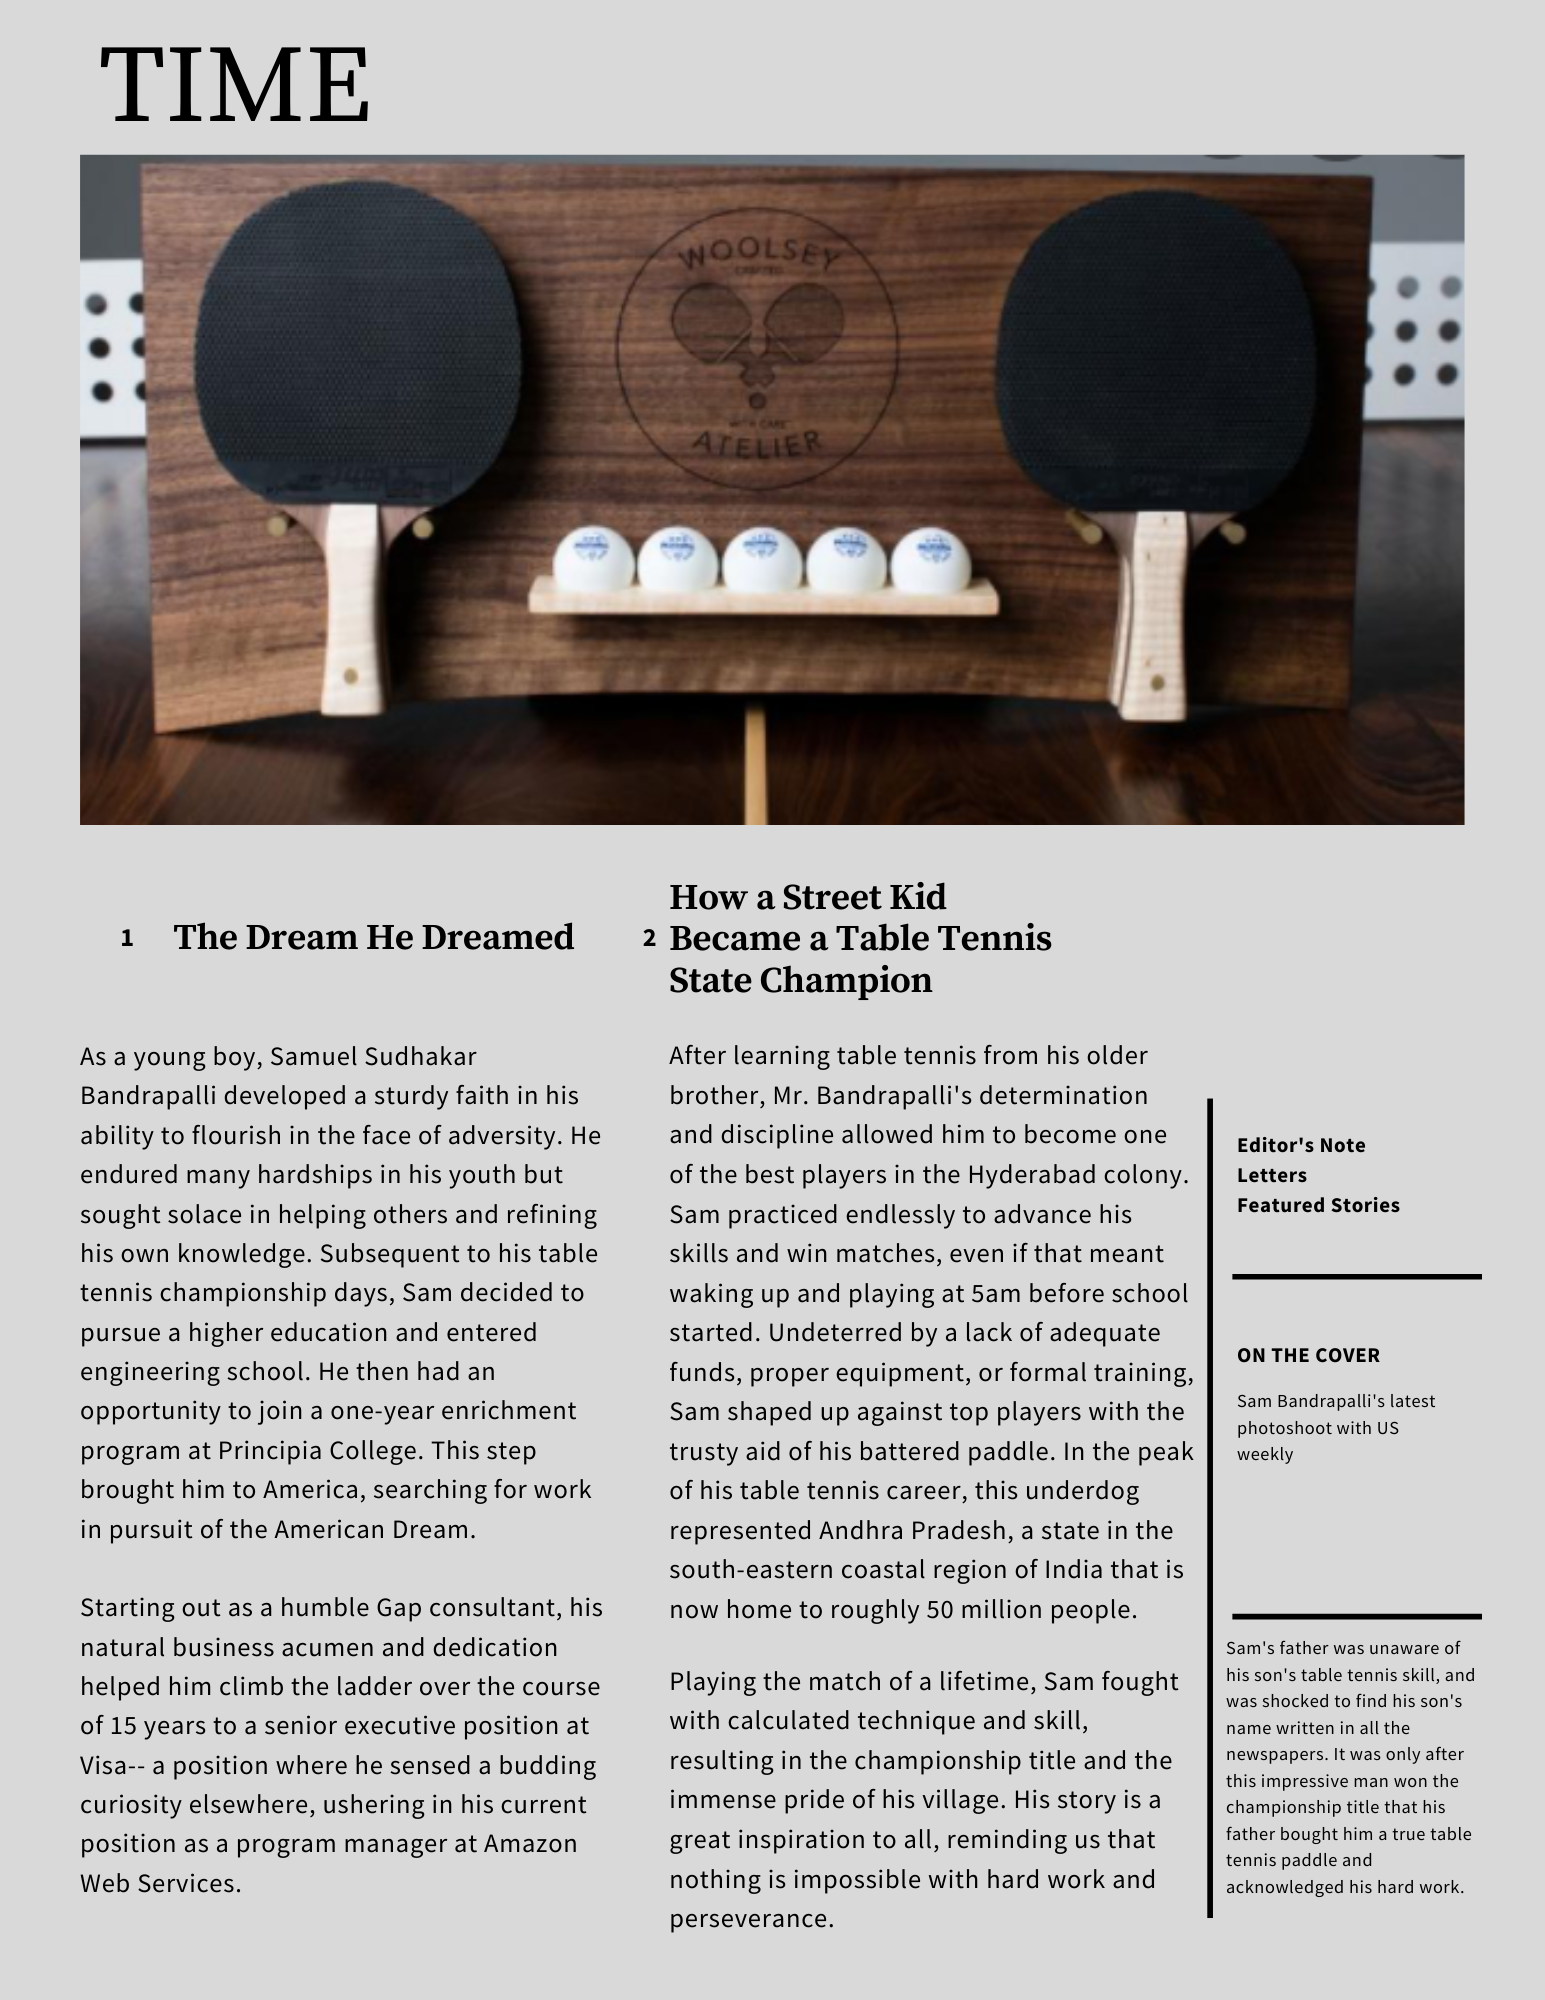 TIME
WOOLSEY
CRAFTED
WITH CARE
ATELIER
1 The Dream He Dreamed
As a young boy, Samuel Sudhakar
Bandrapalli developed a sturdy faith in his
ability to flourish in the face of adversity. He
endured many hardships in his youth but
sought solace in helping others and refining
his own knowledge. Subsequent to his table
tennis championship days, Sam decided to
pursue a higher education and entered
engineering school. He then had an
opportunity to join a one-year enrichment
program at Principia College. This step
brought him to America, searching for work
in pursuit of the American Dream.
Starting out as a humble Gap consultant, his
natural business acumen and dedication
helped him climb the ladder over the course
of 15 years to a senior executive position at
Visa-- a position where he sensed a budding
curiosity elsewhere, ushering in his current
position as a program manager at Amazon
Web Services.
2 How a Street Kid
Became a Table Tennis
State Champion
After learning table tennis from his older
brother, Mr. Bandrapalli's determination
and discipline allowed him to become one
of the best players in the Hyderabad colony.
Sam practiced endlessly to advance his
skills and win matches, even if that meant
waking up and playing at 5am before school
started. Undeterred by a lack of adequate
funds, proper equipment, or formal training,
Sam shaped up against top players with the
trusty aid of his battered paddle. In the peak
of his table tennis career, this underdog
represented Andhra Pradesh, a state in the
south-eastern coastal region of India that is
now home to roughly 50 million people.
Playing the match of a lifetime, Sam fought
with calculated technique and skill,
resulting in the championship title and the
immense pride of his village. His story is a
great inspiration to all, reminding us that
nothing is impossible with hard work and
perseverance.
Editor's Note
Letters
Featured Stories
ON THE COVER
Sam Bandrapalli's latest
photoshoot with US
weekly
Sam's father was unaware of
his son's table tennis skill, and
was shocked to find his son's
name written in all the
newspapers. It was only after
this impressive man won the
championship title that his
father bought him a true table
tennis paddle and
acknowledged his hard work.